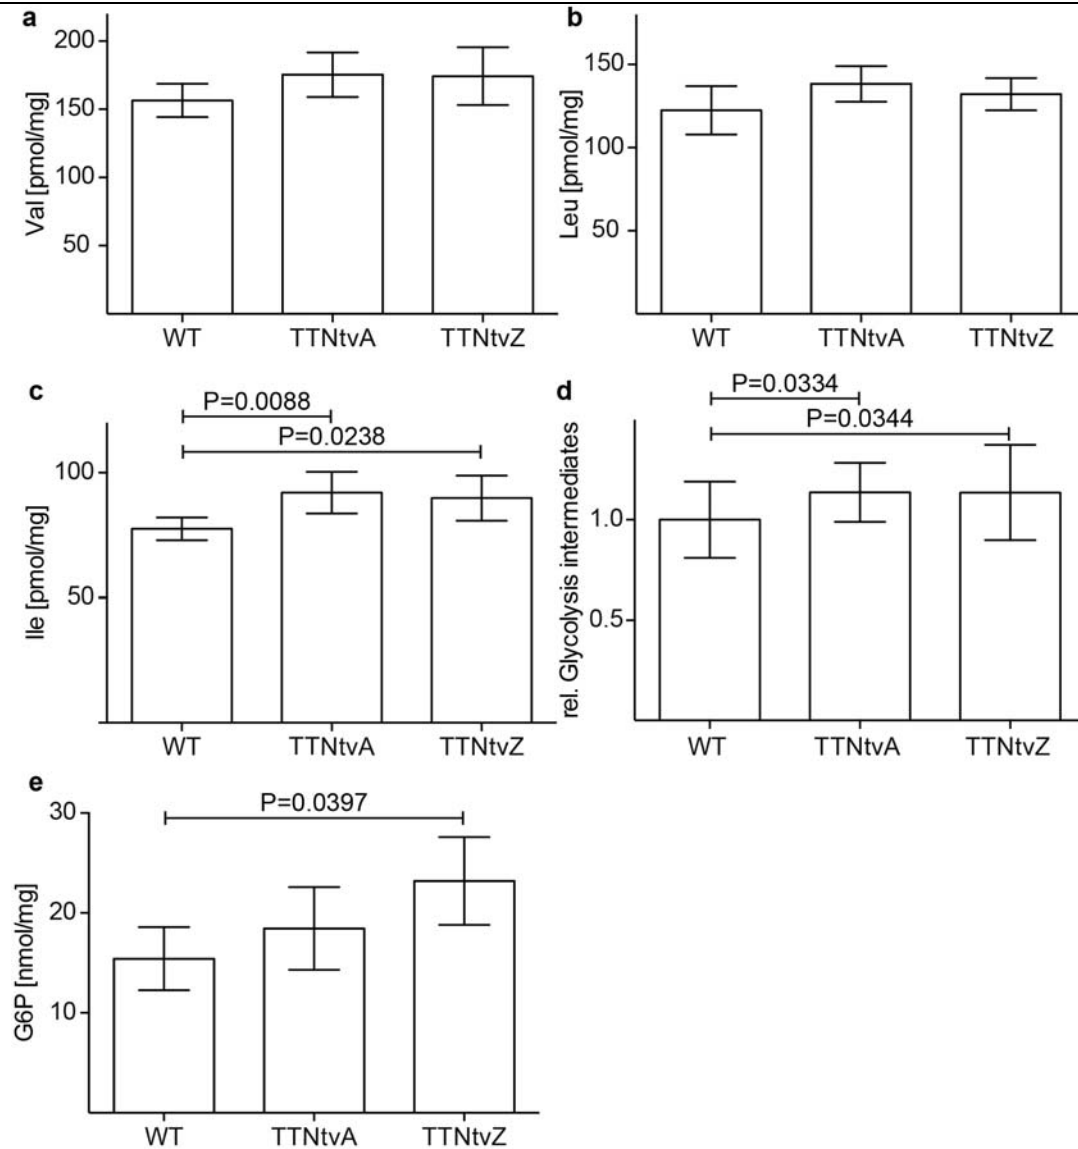 a
Val [pmol/mg]
200
150
100
50
WT TTNtvA TTNtvZ
b
Leu [pmol/mg]
150
100
50
WT TTNtvA TTNtvZ
c
P=0.0088
P=0.0238
Ile [pmol/mg]
100
50
WT TTNtvA TTNtvZ
d
P=0.0334
P=0.0344
rel. Glycolysis intermediates
1.0
0.5
WT TTNtvA TTNtvZ
e
P=0.0397
G6P [nmol/mg]
30
20
10
WT TTNtvA TTNtvZ